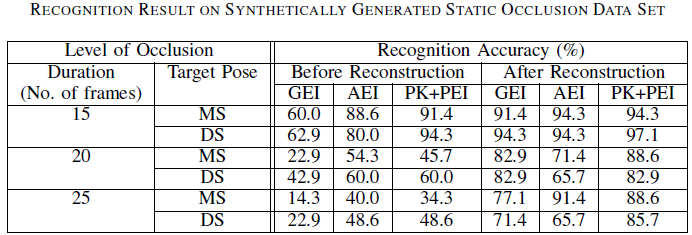 RECOGNITION RESULT ON SYNTHETICALLY GENERATED STATIC OCCLUSION DATA SET
Level of Occlusion Recognition Accuracy (%)
Duration Target Pose Before Reconstruction After Reconstruction
(No. of frames) GEI AEI PK+PEI GEI AEI PK+PEI
15 MS 60.0 88.6 91.4 91.4 94.3 94.3
DS 62.9 80.0 94.3 94.3 94.3 97.1
20 MS 22.9 54.3 45.7 82.9 71.4 88.6
DS 42.9 60.0 60.0 82.9 65.7 82.9
25 MS 14.3 40.0 34.3 77.1 91.4 88.6
DS 22.9 48.6 48.6 71.4 65.7 85.7